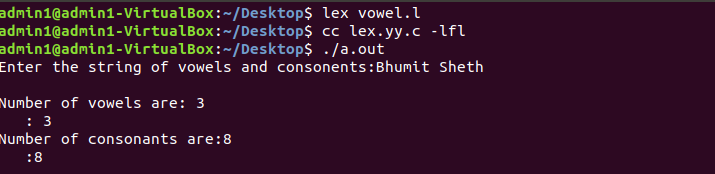 admin1@admin1-VirtualBox:~/Desktop$ lex vowel.l
admin1@admin1-VirtualBox:~/Desktop$ cc lex.yy.c -lfl
admin1@admin1-VirtualBox:~/Desktop$ ./a.out
Enter the string of vowels and consonents:Bhumit Sheth
Number of vowels are: 3
: 3
Number of consonants are:8
:8